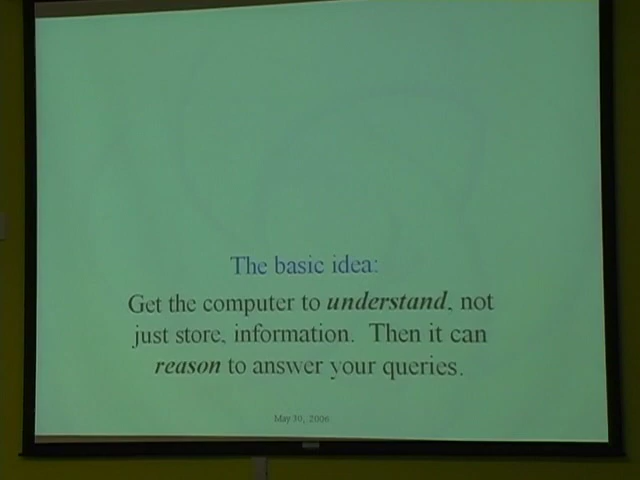 The basic idea:
Get the computer to understand, not
just store, information. Then it can
reason to answer your queries.
May 30, 2006